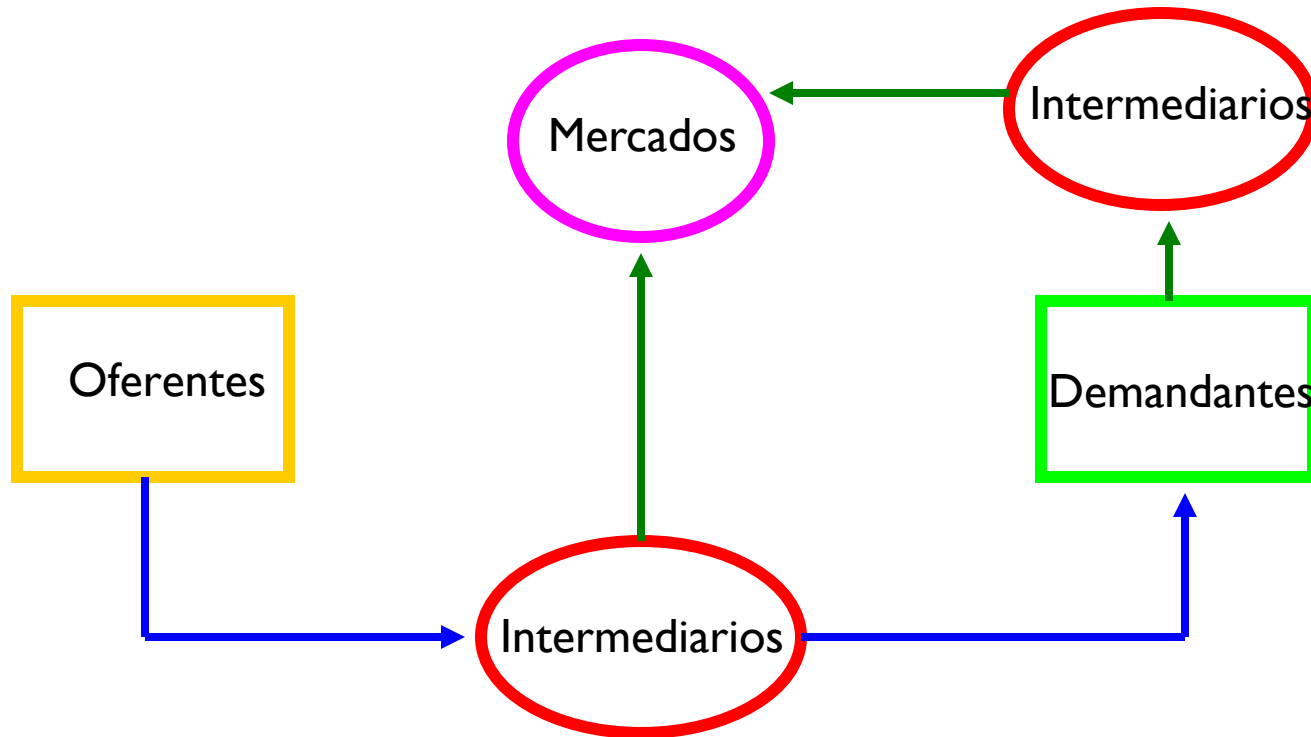 Intermediarios
Mercados
Oferentes
Demandantes
Intermediarios